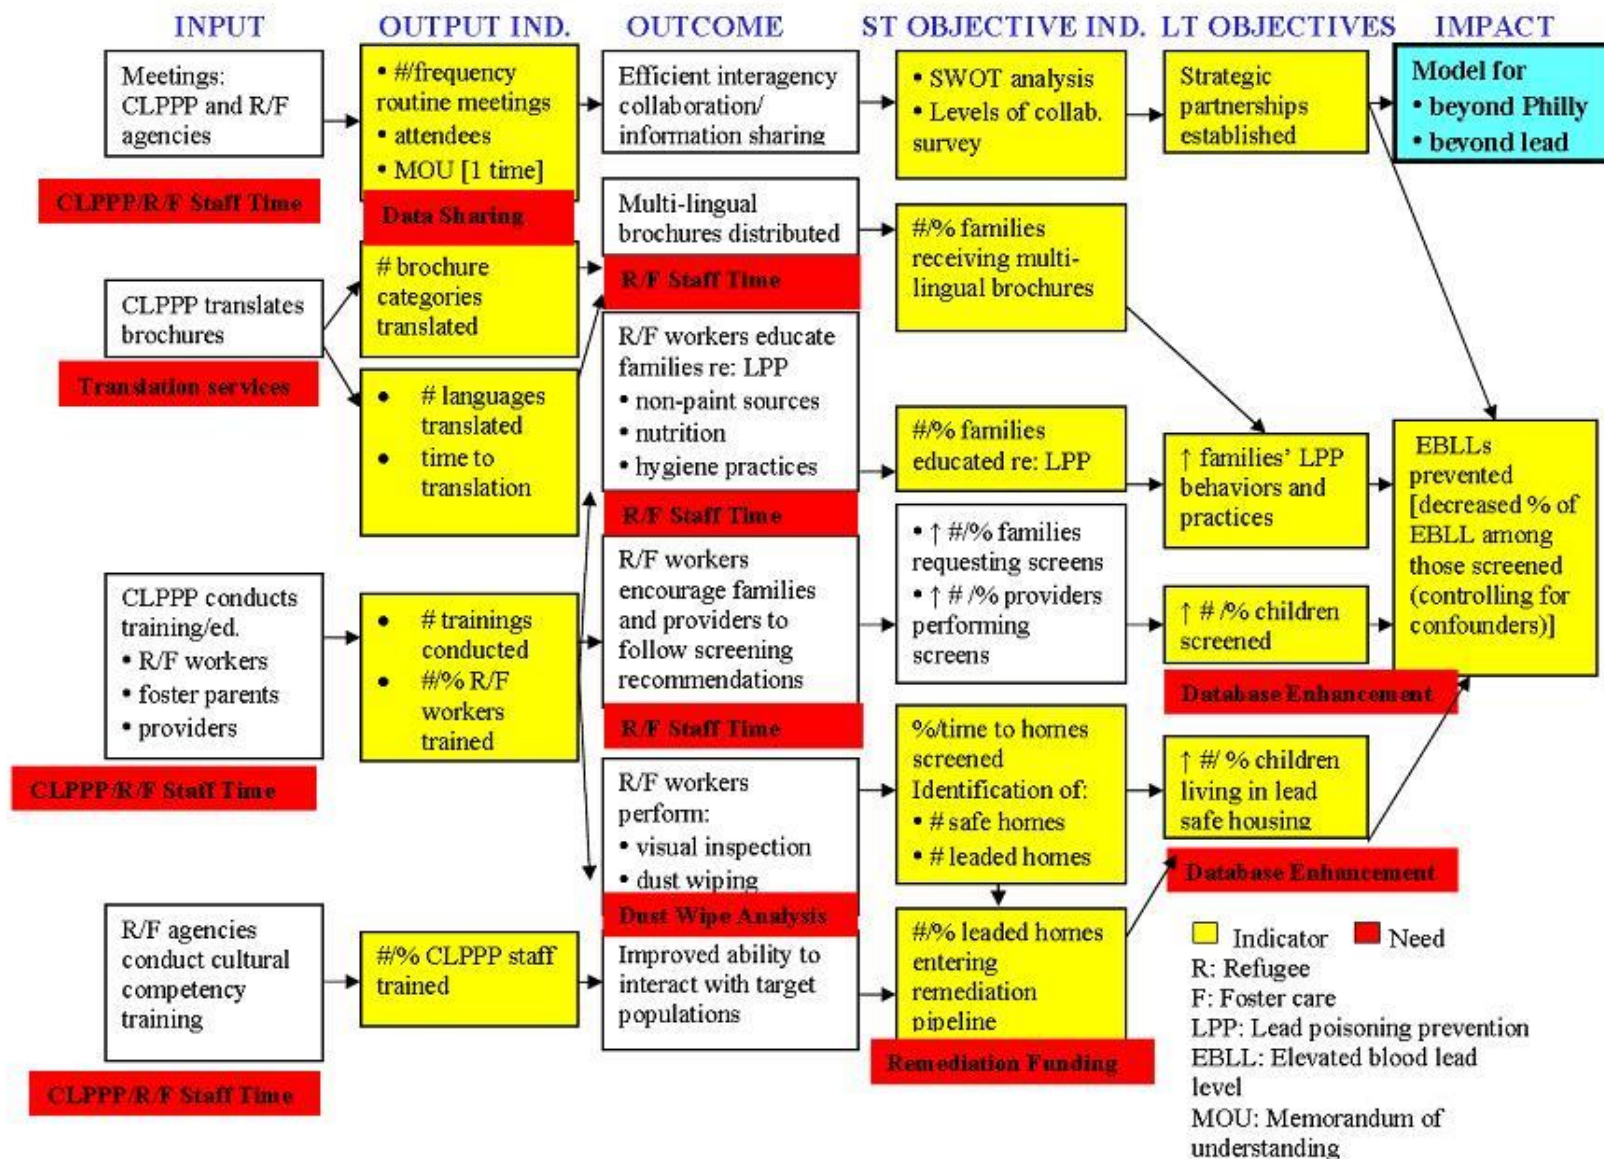 INPUT
OUTPUT IND.
OUTCOME
ST OBJECTIVE IND.
LT OBJECTIVES
IMPACT
Meetings:
CLPPP and R/F
agencies
CLPPP/R/F Staff Time
CLPPP translates
brochures
Translation services
CLPPP conducts
training/ed.
• R/F workers
• foster parents
• providers
CLPPP/R/F Staff Time
R/F agencies
conduct cultural
competency
training
CLPPP/R/F Staff Time
• #/frequency
routine meetings
• attendees
• MOU [1 time]
Data Sharing
# brochure
categories
translated
• # languages
translated
• time to
translation
• # trainings
conducted
• #/% R/F
workers
trained
#/% CLPPP staff
trained
Efficient interagency
collaboration/
information sharing
Multi-lingual
brochures distributed
R/F Staff Time
R/F workers educate
families re: LPP
• non-paint sources
• nutrition
• hygiene practices
R/F Staff Time
R/F workers
encourage families
and providers to
follow screening
recommendations
R/F Staff Time
R/F workers
perform:
• visual inspection
• dust wiping
Dust Wipe Analysis
Improved ability to
interact with target
populations
• SWOT analysis
• Levels of collab.
survey
#/% families
receiving multi-
lingual brochures
#/% families
educated re: LPP
• ↑ #/% families
requesting screens
• ↑ # /% providers
performing
screens
%/time to homes
screened
Identification of:
• # safe homes
• # leaded homes
#/% leaded homes
entering
remediation
pipeline
Remediation Funding
Strategic
partnerships
established
↑ families’ LPP
behaviors and
practices
↑ # /% children
screened
Database Enhancement
↑ #/ % children
living in lead
safe housing
Database Enhancement
Model for
• beyond Philly
• beyond lead
EBLLs
prevented
[decreased % of
EBLL among
those screened
(controlling for
confounders)]
Indicator
Need
R: Refugee
F: Foster care
LPP: Lead poisoning prevention
EBLL: Elevated blood lead
level
MOU: Memorandum of
understanding